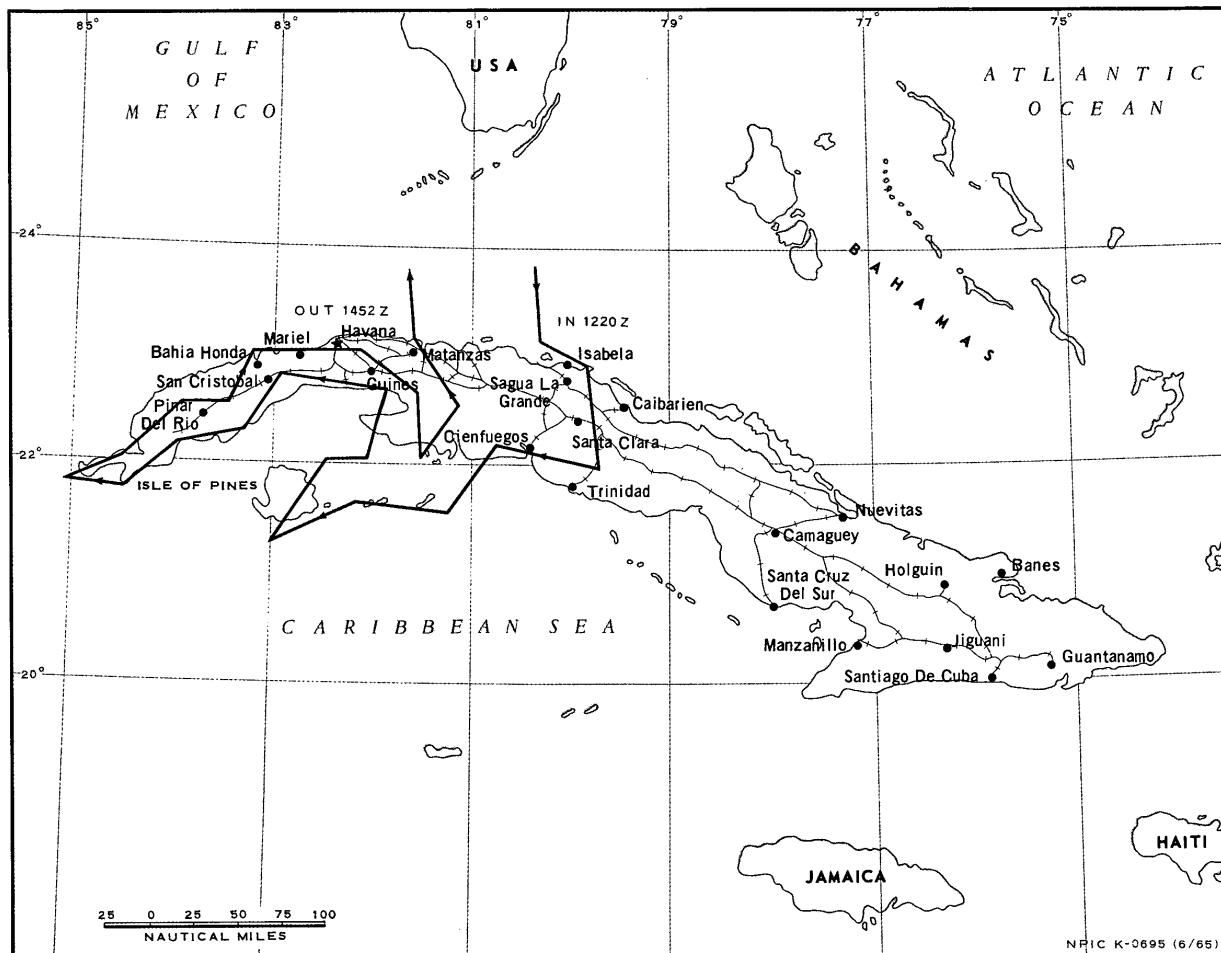 85° 83° 81° 79° 77° 75°
GULF
OF
MEXICO
USA
ATLANTIC
OCEAN
24°
BAHAMAS
OUT 1452Z
IN 1220Z
Havana
Mariel
Bahia Honda
Matanzas
Isabela
San Cristobal
Guines
Sagua La
Grande
Pinar
Del Rio
Caibarien
Cienfuegos
Santa Clara
22°
ISLE OF PINES
Trinidad
Nuevitas
Camaguey
Santa Cruz
Del Sur
Holguin
Banes
CARIBBEAN SEA
Manzanillo
Jiguani
Guantanamo
Santiago De Cuba
20°
HAITI
JAMAICA
25 0 25 50 75 100
NAUTICAL MILES
NPIC K-0695 (6/65)